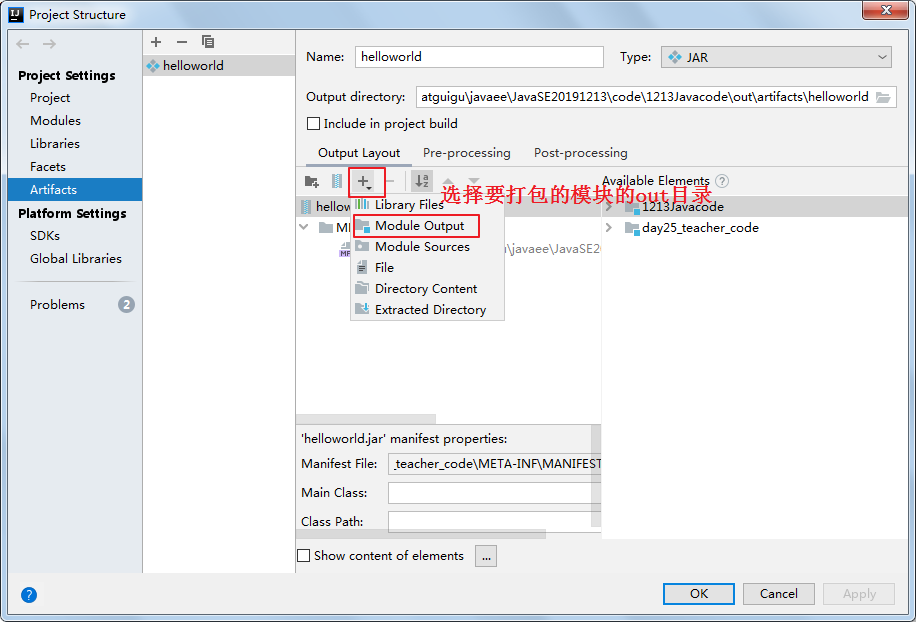 Project Structure
Project Settings
Project
Modules
Libraries
Facets
Artifacts
Platform Settings
SDKs
Global Libraries
Problems 2
helloworld
Name: helloworld Type: JAR
Output directory: atguigu\javaee\JavaSE20191213\code\1213Javacode\out\artifacts\helloworld
Include in project build
Output Layout Pre-processing Post-processing
选择要打包的模块的out目录
Available Elements ?
hellow
Library Files
Module Output
Module Sources
File
Directory Content
Extracted Directory
\javaee\JavaSE20
1213Javacode
day25_teacher_code
'helloworld.jar' manifest properties:
Manifest File: _teacher_code\META-INF\MANIFEST
Main Class:
Class Path:
Show content of elements ...
? OK Cancel Apply